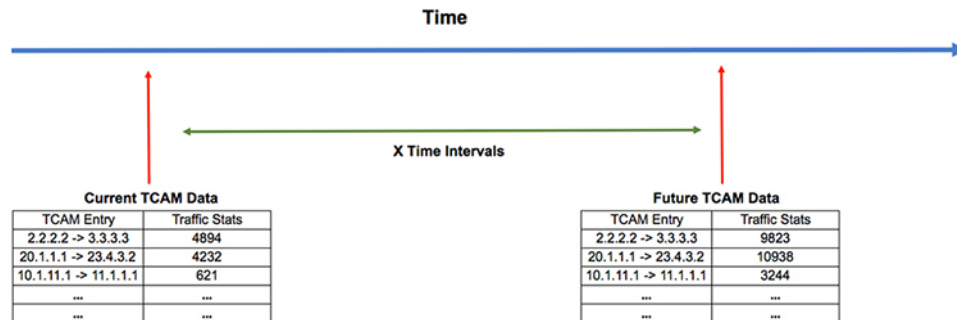 Time
X Time Intervals
Current TCAM Data
TCAM Entry Traffic Stats
2.2.2.2 -> 3.3.3.3 4894
20.1.1.1 -> 23.4.3.2 4232
10.1.11.1 -> 11.1.1.1 621
... ...
... ...
Future TCAM Data
TCAM Entry Traffic Stats
2.2.2.2 -> 3.3.3.3 9823
20.1.1.1 -> 23.4.3.2 10938
10.1.11.1 -> 11.1.1.1 3244
... ...
... ...